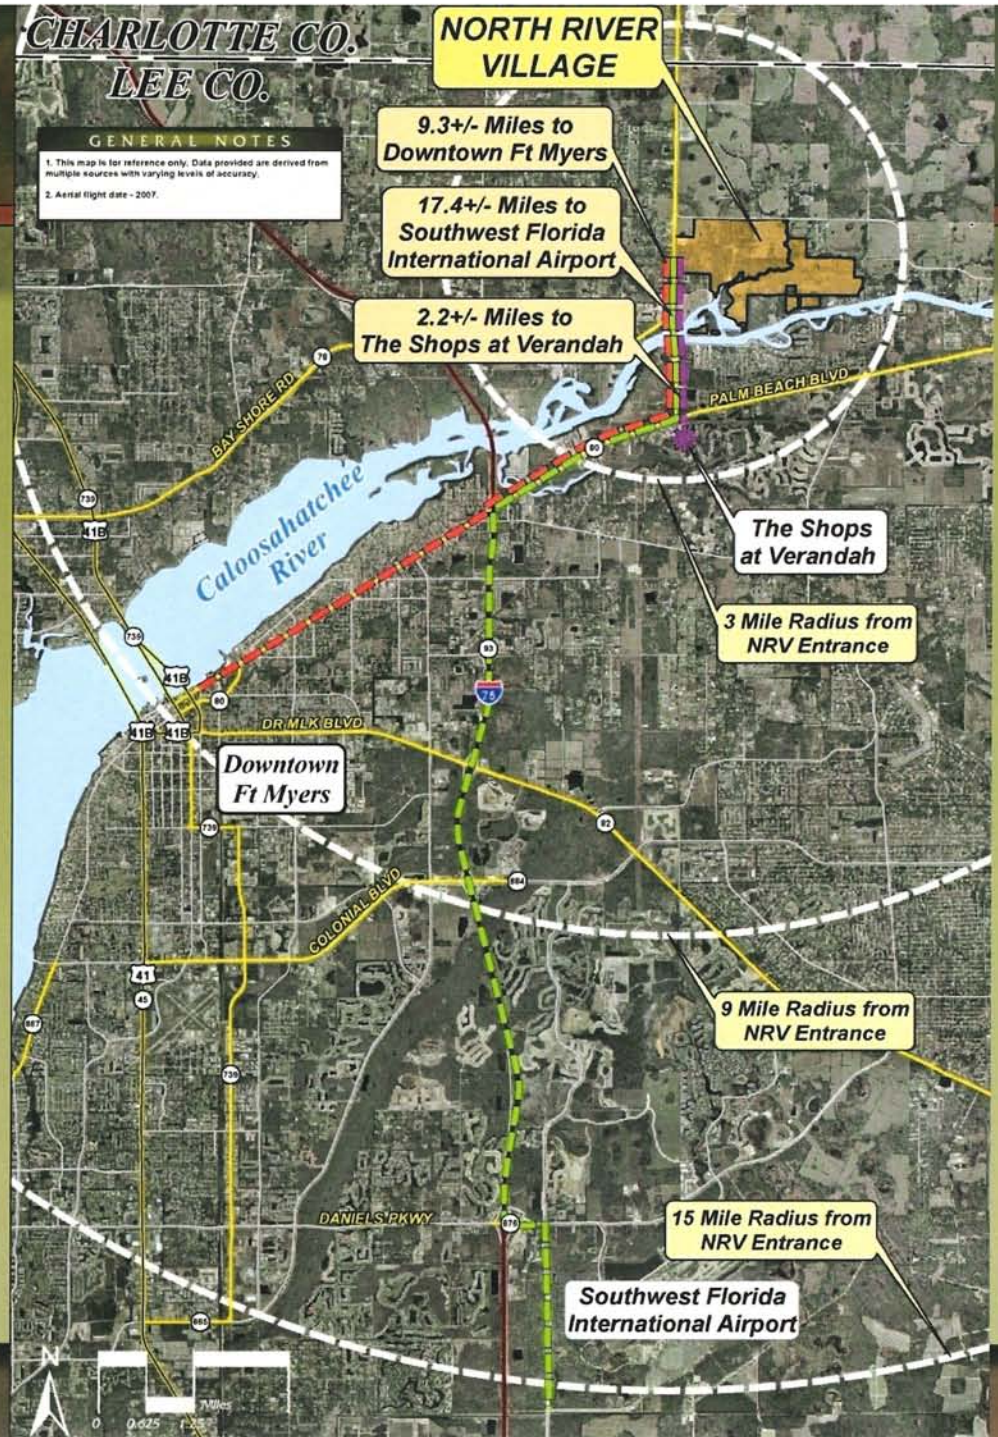 CHARLOTTE CO.
LEE CO.
NORTH RIVER
VILLAGE
GENERAL NOTES
1. This map is for reference only. Data provided are derived from
multiple sources with varying levels of accuracy.
2. Aerial flight date - 2007.
9.3+/- Miles to
Downtown Ft Myers
17.4+/- Miles to
Southwest Florida
International Airport
2.2+/- Miles to
The Shops at Verandah
78
BAY SHORE RD
PALM BEACH BLVD
80
739
41B
Caloosahatchee
River
The Shops
at Verandah
3 Mile Radius from
NRV Entrance
739
93
75
41B
80
41B
41B
DR MLK BLVD
Downtown
Ft Myers
739
82
884
COLONIAL BLVD
41
45
867
9 Mile Radius from
NRV Entrance
739
15 Mile Radius from
NRV Entrance
DANIELS PKWY
876
Southwest Florida
International Airport
865
N
Miles
0 0.625 1.25